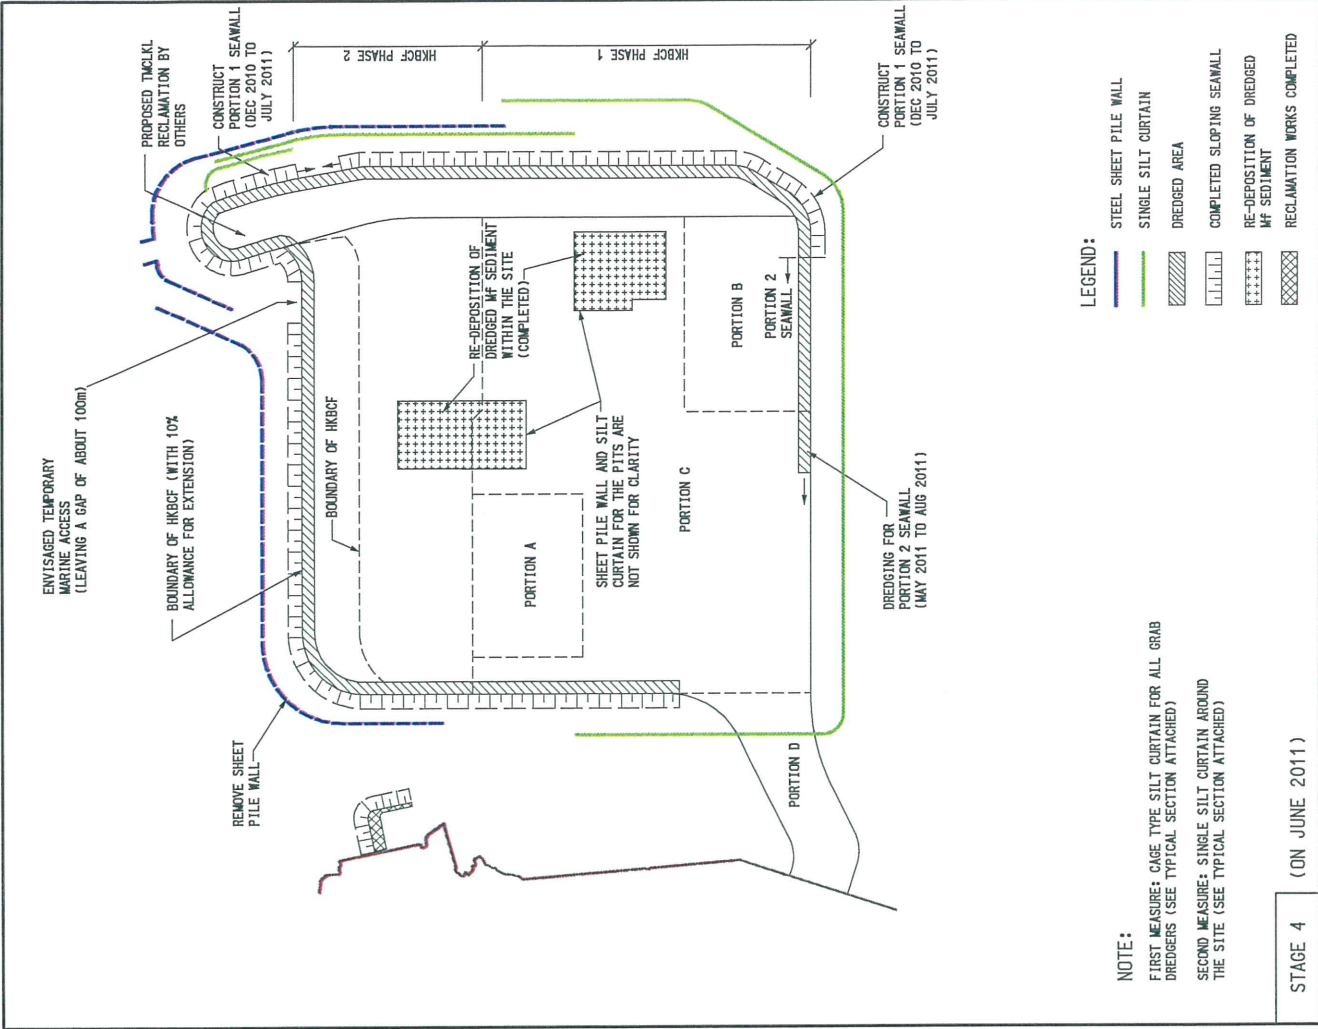 PROPOSED TMCLKL
RECLAMATION BY
OTHERS
CONSTRUCT
PORTION 1 SEAWALL
(DEC 2010 TO
JULY 2011)
HKBCF PHASE 2
HKBCF PHASE 1
CONSTRUCT
PORTION 1 SEAWALL
(DEC 2010 TO
JULY 2011)
ENVISAGED TEMPORARY
MARINE ACCESS
(LEAVING A GAP OF ABOUT 100m)
BOUNDARY OF HKBCF (WITH 10%
ALLOWANCE FOR EXTENSION)
BOUNDARY OF HKBCF
RE-DEPOSITION OF
DREDGED Mf SEDIMENT
WITHIN THE SITE
(COMPLETED)
PORTION B
PORTION 2
SEAWALL
SHEET PILE WALL AND SILT
CURTAIN FOR THE PITS ARE
NOT SHOWN FOR CLARITY
PORTION A
PORTION C
DREDGING FOR
PORTION 2 SEAWALL
(MAY 2011 TO AUG 2011)
REMOVE SHEET
PILE WALL
PORTION D
LEGEND:
STEEL SHEET PILE WALL
SINGLE SILT CURTAIN
DREDGED AREA
COMPLETED SLOPING SEAWALL
RE-DEPOSITION OF DREDGED
Mf SEDIMENT
RECLAMATION WORKS COMPLETED
NOTE:
FIRST MEASURE: CAGE TYPE SILT CURTAIN FOR ALL GRAB
DREDGERS (SEE TYPICAL SECTION ATTACHED)
SECOND MEASURE: SINGLE SILT CURTAIN AROUND
THE SITE (SEE TYPICAL SECTION ATTACHED)
STAGE 4 (ON JUNE 2011)